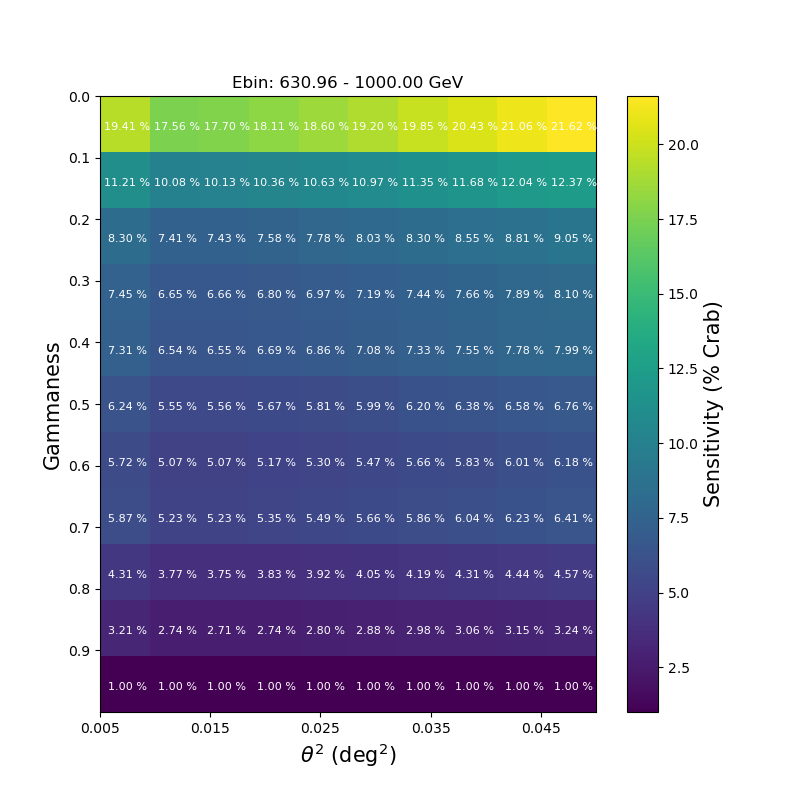 Ebin: 630.96 - 1000.00 GeV
0.0
19.41 % 17.56 % 17.70 % 18.11 % 18.60 % 19.20 % 19.85 % 20.43 % 21.06 % 21.62 %
0.1
11.21 % 10.08 % 10.13 % 10.36 % 10.63 % 10.97 % 11.35 % 11.68 % 12.04 % 12.37 %
0.2
8.30 % 7.41 % 7.43 % 7.58 % 7.78 % 8.03 % 8.30 % 8.55 % 8.81 % 9.05 %
0.3
7.45 % 6.65 % 6.66 % 6.80 % 6.97 % 7.19 % 7.44 % 7.66 % 7.89 % 8.10 %
0.4
7.31 % 6.54 % 6.55 % 6.69 % 6.86 % 7.08 % 7.33 % 7.55 % 7.78 % 7.99 %
0.5
6.24 % 5.55 % 5.56 % 5.67 % 5.81 % 5.99 % 6.20 % 6.38 % 6.58 % 6.76 %
0.6
5.72 % 5.07 % 5.07 % 5.17 % 5.30 % 5.47 % 5.66 % 5.83 % 6.01 % 6.18 %
0.7
5.87 % 5.23 % 5.23 % 5.35 % 5.49 % 5.66 % 5.86 % 6.04 % 6.23 % 6.41 %
0.8
4.31 % 3.77 % 3.75 % 3.83 % 3.92 % 4.05 % 4.19 % 4.31 % 4.44 % 4.57 %
0.9
3.21 % 2.74 % 2.71 % 2.74 % 2.80 % 2.88 % 2.98 % 3.06 % 3.15 % 3.24 %
1.00 % 1.00 % 1.00 % 1.00 % 1.00 % 1.00 % 1.00 % 1.00 % 1.00 % 1.00 %
Gammaness
0.005 0.015 0.025 0.035 0.045
θ² (deg²)
20.0
17.5
15.0
12.5
10.0
7.5
5.0
2.5
Sensitivity (% Crab)